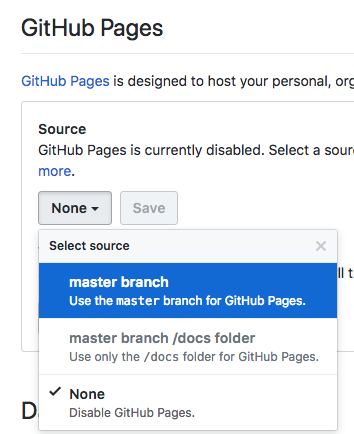 GitHub Pages
GitHub Pages is designed to host your personal,
Source
GitHub Pages is currently disabled. Select a
more.
None
Save
Select source
master branch
Use the master branch for GitHub Pages.
master branch /docs folder
Use only the /docs folder for GitHub Pages.
None
Disable GitHub Pages.